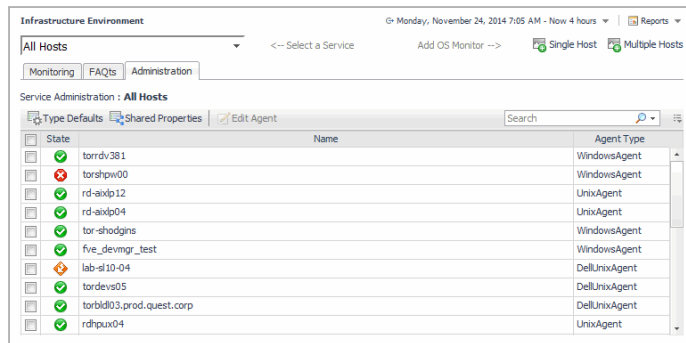 Infrastructure Environment
Monday, November 24, 2014 7:05 AM - Now 4 hours
Reports
All Hosts
<-- Select a Service
Add OS Monitor -->
Single Host
Multiple Hosts
Monitoring
FAQts
Administration
Service Administration : All Hosts
Type Defaults
Shared Properties
Edit Agent
Search
State Name Agent Type
torrdv381 WindowsAgent
torshpw00 WindowsAgent
rd-aixlp12 UnixAgent
rd-aixlp04 UnixAgent
tor-shodgins WindowsAgent
fve_devmgr_test WindowsAgent
lab-sl10-04 DellUnixAgent
tordevs05 DellUnixAgent
torbldl03.prod.quest.corp DellUnixAgent
rdhpux04 UnixAgent